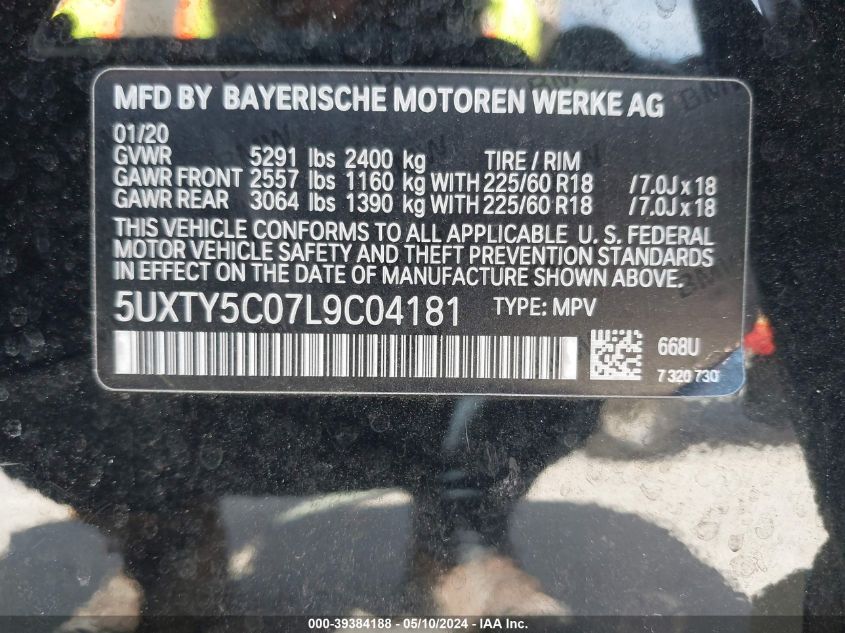 MFD BY BAYERISCHE MOTOREN WERKE AG
01/20
GVWR 5291 lbs 2400 kg TIRE / RIM
GAWR FRONT 2557 lbs 1160 kg WITH 225/60 R18 /7.0J x 18
GAWR REAR 3064 lbs 1390 kg WITH 225/60 R18 /7.0J x 18
THIS VEHICLE CONFORMS TO ALL APPLICABLE U. S. FEDERAL
MOTOR VEHICLE SAFETY AND THEFT PREVENTION STANDARDS
IN EFFECT ON THE DATE OF MANUFACTURE SHOWN ABOVE.
5UXTY5C07L9C04181 TYPE: MPV
668U
7 320 730
000-39384188 - 05/10/2024 - IAA Inc.